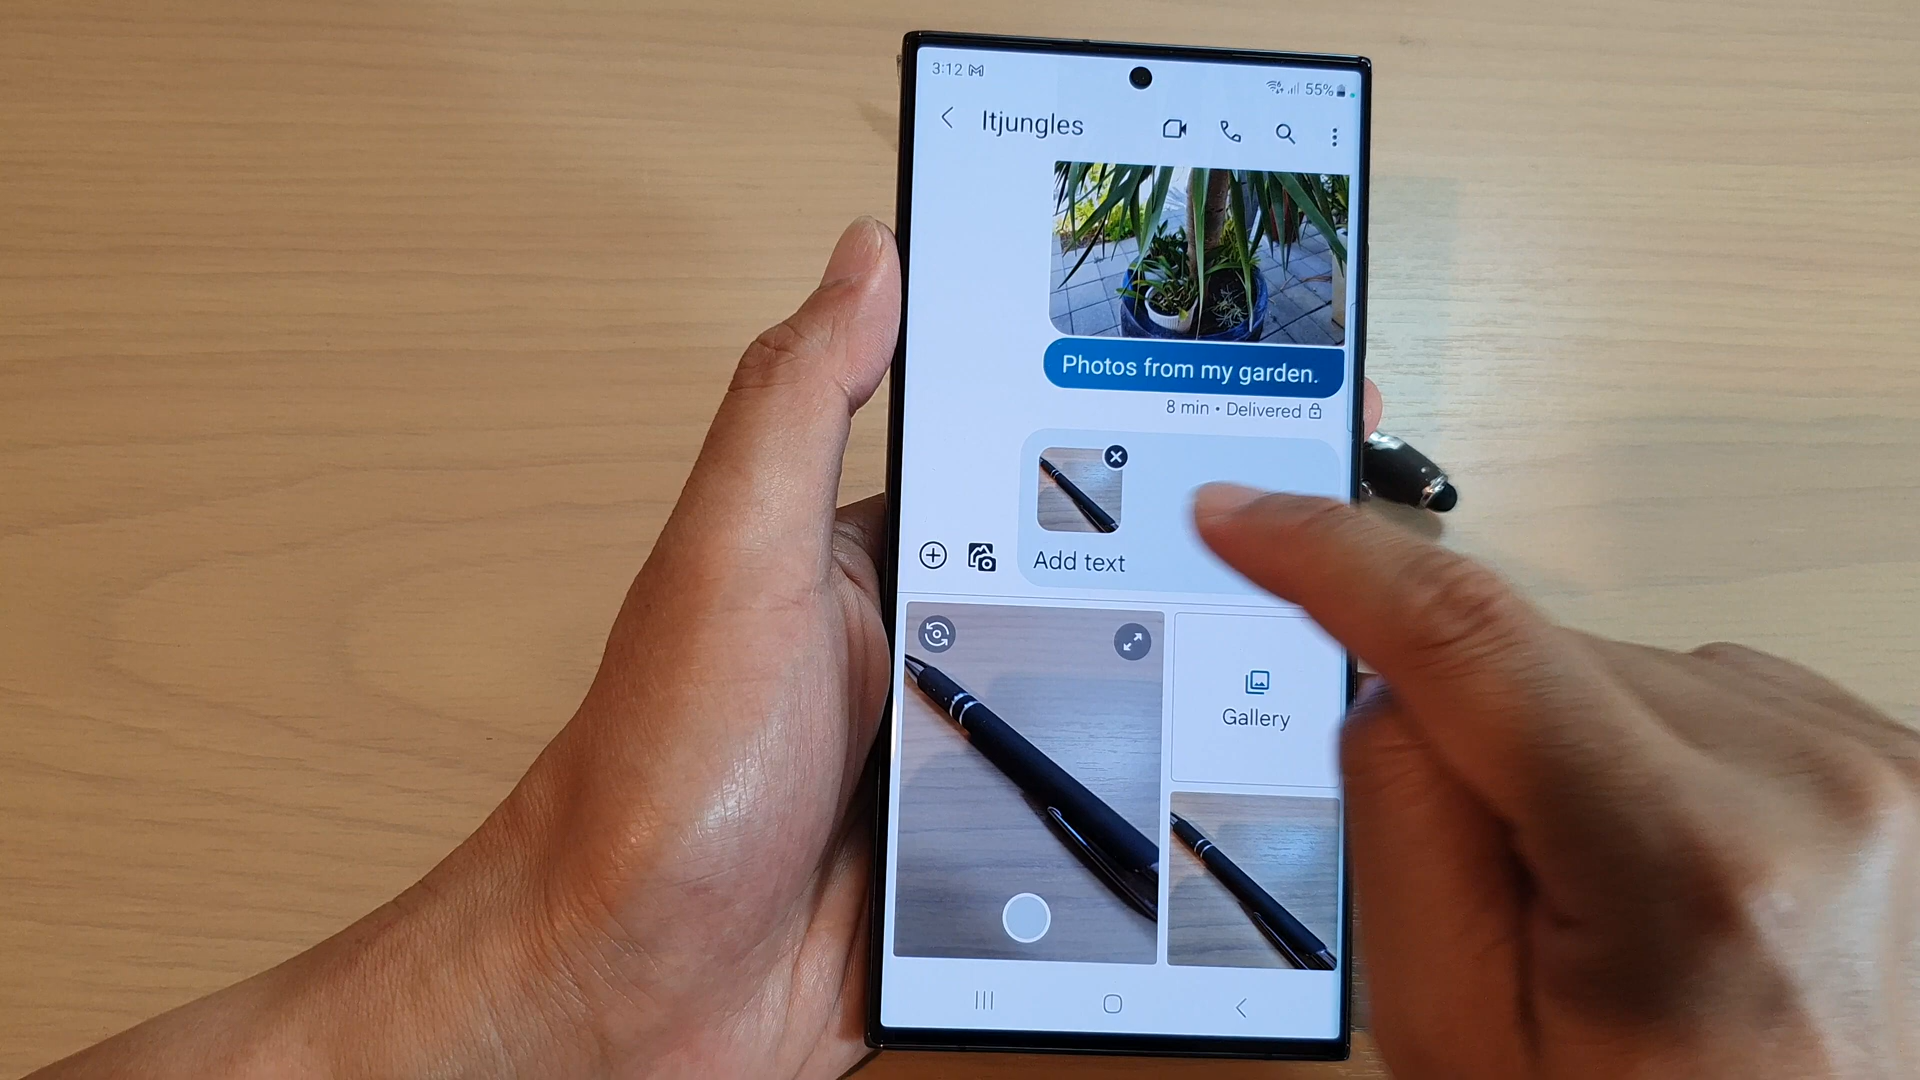 3:12
55%
Itjungles
Photos from my garden.
8 min • Delivered
Add text
Gallery